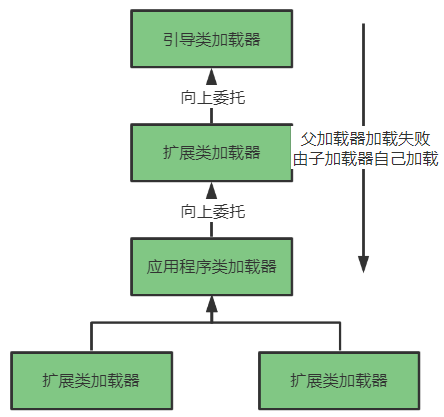 引导类加载器
向上委托
扩展类加载器
父加载器加载失败
由子加载器自己加载
向上委托
应用程序类加载器
扩展类加载器
扩展类加载器